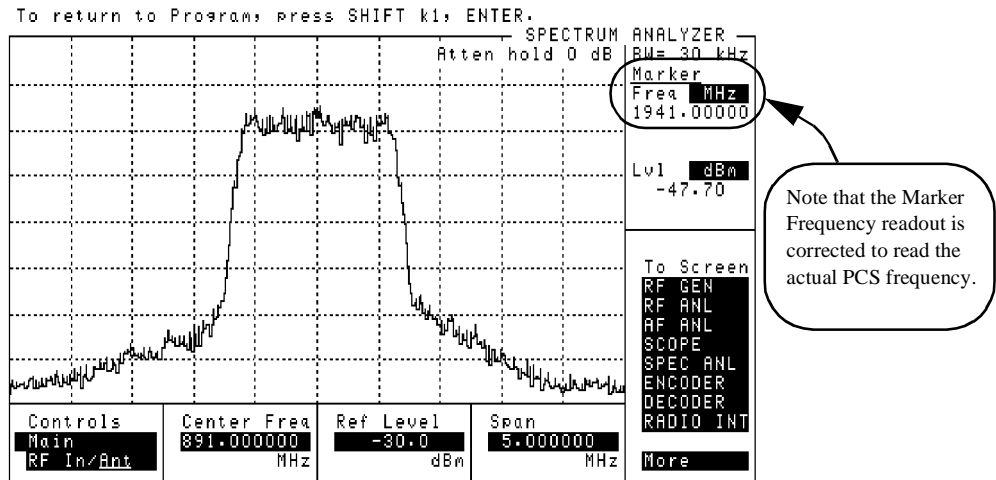 To return to Program, press SHIFT k1, ENTER.
SPECTRUM ANALYZER
Atten hold 0 dB
BW= 30 kHz
Marker
Freq MHz
1941.00000
Lvl dBm
-47.70
Note that the Marker
Frequency readout is
corrected to read the
actual PCS frequency.
To Screen
RF GEN
RF ANL
AF ANL
SCOPE
SPEC ANL
ENCODER
DECODER
RADIO INT
More
Controls
Main
RF In/Ant
Center Freq
891.000000
MHz
Ref Level
-30.0
dBm
Span
5.000000
MHz